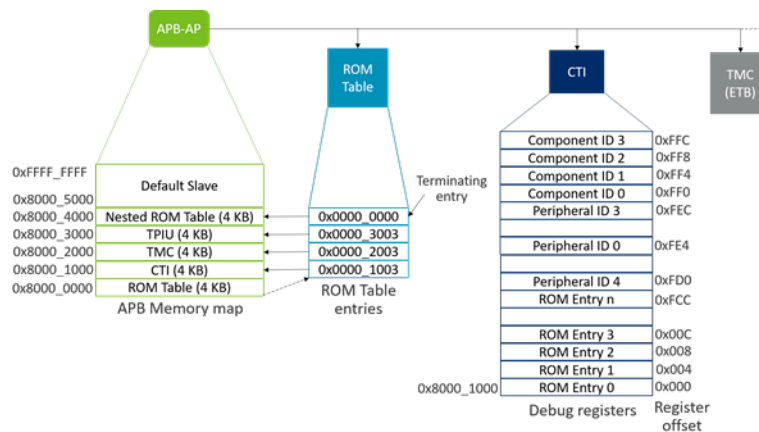 APB-AP
ROM
Table
CTI
TMC
(ETB)
0xFFFF_FFFF
Default Slave
0x8000_5000
0x8000_4000 Nested ROM Table (4 KB)
0x8000_3000 TPIU (4 KB)
0x8000_2000 TMC (4 KB)
0x8000_1000 CTI (4 KB)
0x8000_0000 ROM Table (4 KB)
APB Memory map
Terminating
entry
0x0000_0000
0x0000_3003
0x0000_2003
0x0000_1003
ROM Table
entries
Component ID 3 0xFFC
Component ID 2 0xFF8
Component ID 1 0xFF4
Component ID 0 0xFF0
Peripheral ID 3 0xFEC
Peripheral ID 0 0xFE4
Peripheral ID 4 0xFD0
ROM Entry n 0xFCC
ROM Entry 3 0x00C
ROM Entry 2 0x008
ROM Entry 1 0x004
0x8000_1000 ROM Entry 0 0x000
Debug registers
Register
offset